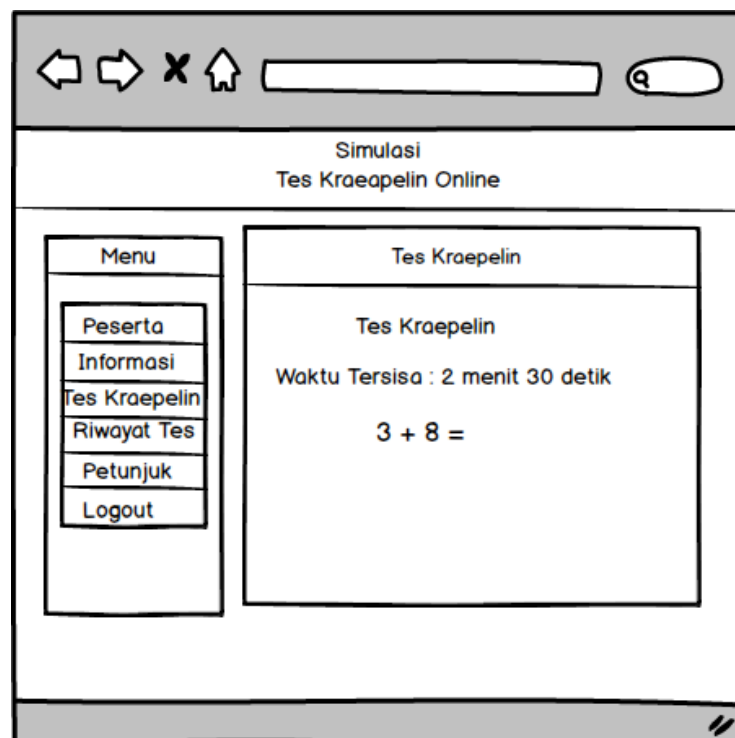 Simulasi
Tes Kraeapelin Online
Menu
Peserta
Informasi
Tes Kraepelin
Riwayat Tes
Petunjuk
Logout
Tes Kraepelin
Tes Kraepelin
Waktu Tersisa : 2 menit 30 detik
3 + 8 =